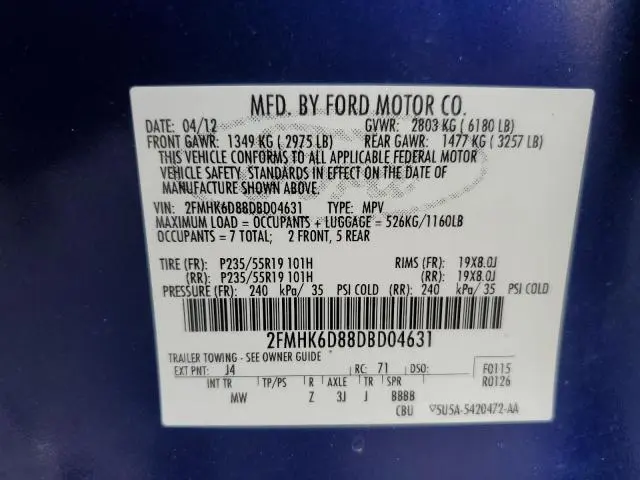 MFD. BY FORD MOTOR CO.
DATE: 04/12 GVWR: 2803 KG ( 6180 LB)
FRONT GAWR: 1349 KG ( 2975 LB) REAR GAWR: 1477 KG ( 3257 LB)
THIS VEHICLE CONFORMS TO ALL APPLICABLE FEDERAL MOTOR
VEHICLE SAFETY. STANDARDS IN EFFECT ON THE DATE OF
MANUFACTURE SHOWN ABOVE.
VIN: 2FMHK6D88DBD04631 TYPE: MPV
MAXIMUM LOAD = OCCUPANTS + LUGGAGE = 526KG/1160LB
OCCUPANTS = 7 TOTAL; 2 FRONT, 5 REAR
TIRE (FR): P235/55R19 101H RIMS (FR): 19X8.0J
(RR): P235/55R19 101H (RR): 19X8.0J
PRESSURE (FR): 240 kPa/ 35 PSI COLD (RR): 240 kPa/ 35 PSI COLD
2FMHK6D88DBD04631
TRAILER TOWING - SEE OWNER GUIDE
EXT PNT: J4 RC: 71 DSO: F0115
INT TR TP/PS R AXLE TR SPR R0126
MW Z 3J J BBBB
CBU 5U5A-5420472-AA